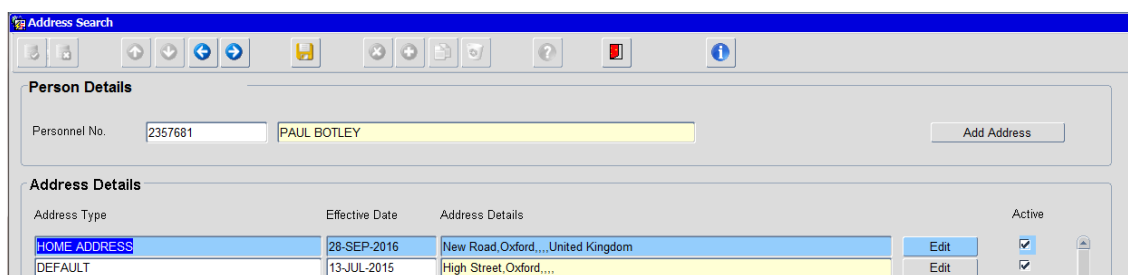 Address Search
Person Details
Personnel No. 2357681 PAUL BOTLEY Add Address
Address Details
Address Type Effective Date Address Details Active
HOME ADDRESS 28-SEP-2016 New Road,Oxford,,,,United Kingdom Edit
DEFAULT 13-JUL-2015 High Street,Oxford,,,, Edit